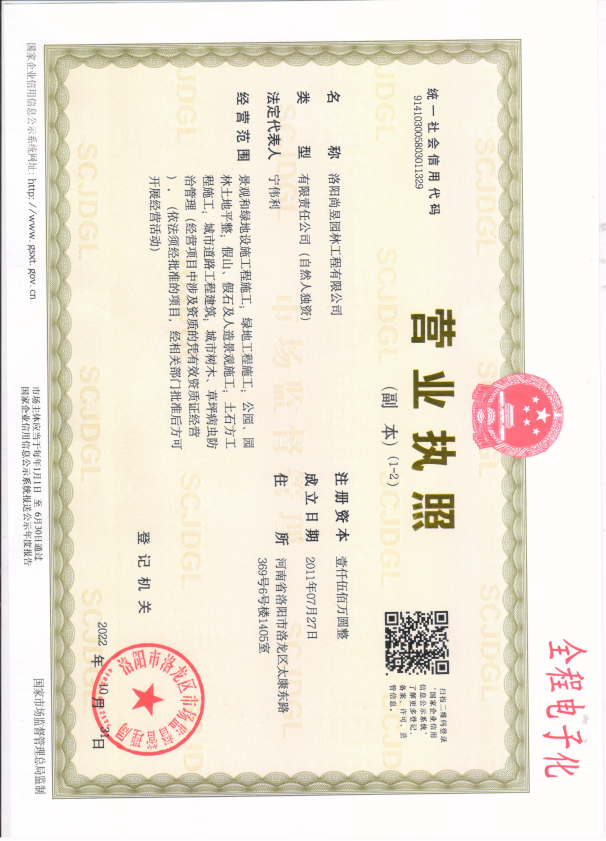 全程电子化
统一社会信用代码
914103005803011329
营业执照
(副 本)(1-2)
扫描二维码登录
“国家企业信用
信息公示系统”
了解更多登记、
备案、许可、监
管信息。
名 称 洛阳尚昱园林工程有限公司
类 型 有限责任公司(自然人独资)
法定代表人 宁伟利
经营范围 景观和绿地设施工程施工;绿地工程施工;公园、园
林土地平整;假山、假石及人造景观施工;土石方工
程施工;城市道路工程建筑;城市树木、草坪病虫防
治管理(经营项目中涉及资质的凭有效资质证经营
)。(依法须经批准的项目,经相关部门批准后方可
开展经营活动)
注册资本 壹仟伍佰万圆整
成立日期 2011年07月27日
住 所 河南省洛阳市洛龙区太康东路
369号6号楼1405室
登记机关
洛阳市洛龙区市场监督管理局
2022 年 10 月 31 日
国家企业信用信息公示系统网址:http://www.gsxt.gov.cn
市场主体应当于每年1月1日 至 6月30日通过
国家企业信用信息公示系统报送公示年度报告
国家市场监督管理总局监制
SCJDGL
市场监督管理